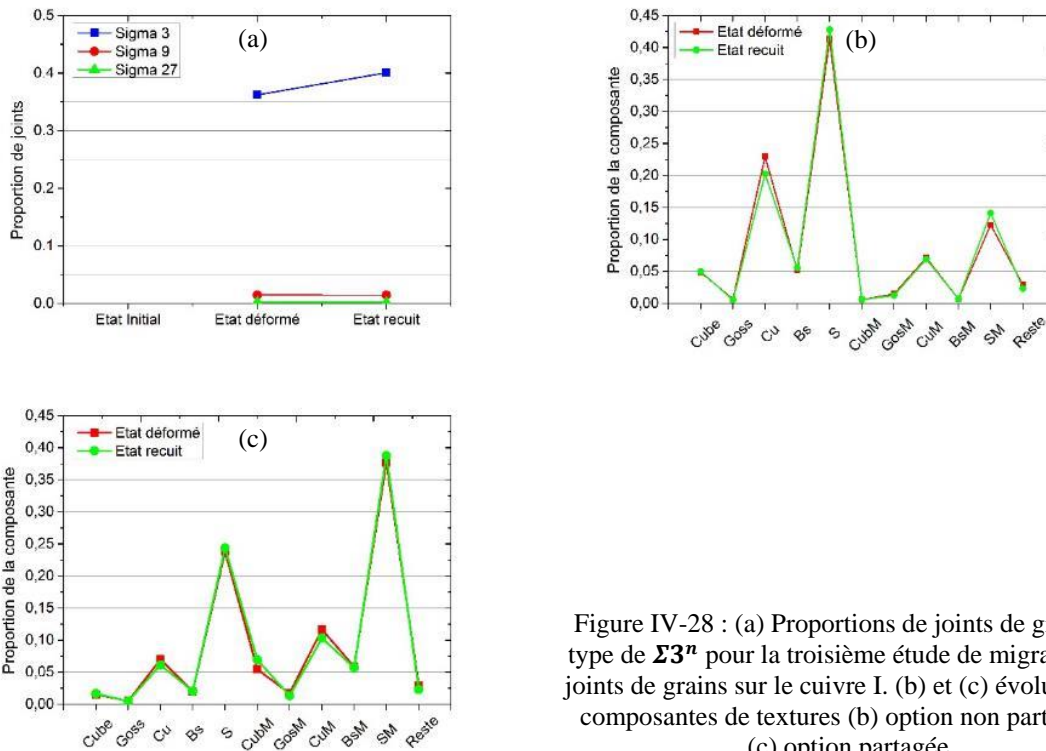 0.5
0.4
0.3
0.2
0.1
0.0
Proportion de joints
Sigma 3
Sigma 9
Sigma 27
(a)
Etat Initial
Etat déformé
Etat recuit
0,45
0,40
0,35
0,30
0,25
0,20
0,15
0,10
0,05
0,00
Proportion de la composante
Etat déformé
Etat recuit
(b)
Cube
Goss
Cu
Bs
S
CubM
GosM
CuM
BsM
SM
Reste
0,45
0,40
0,35
0,30
0,25
0,20
0,15
0,10
0,05
0,00
Proportion de la composante
Etat déformé
Etat recuit
(c)
Cube
Goss
Cu
Bs
S
CubM
GosM
CuM
BsM
SM
Reste
Figure IV-28 : (a) Proportions de joints de g
type de Σ3ⁿ pour la troisième étude de migra
joints de grains sur le cuivre I. (b) et (c) évolu
composantes de textures (b) option non part
(c) option partagée